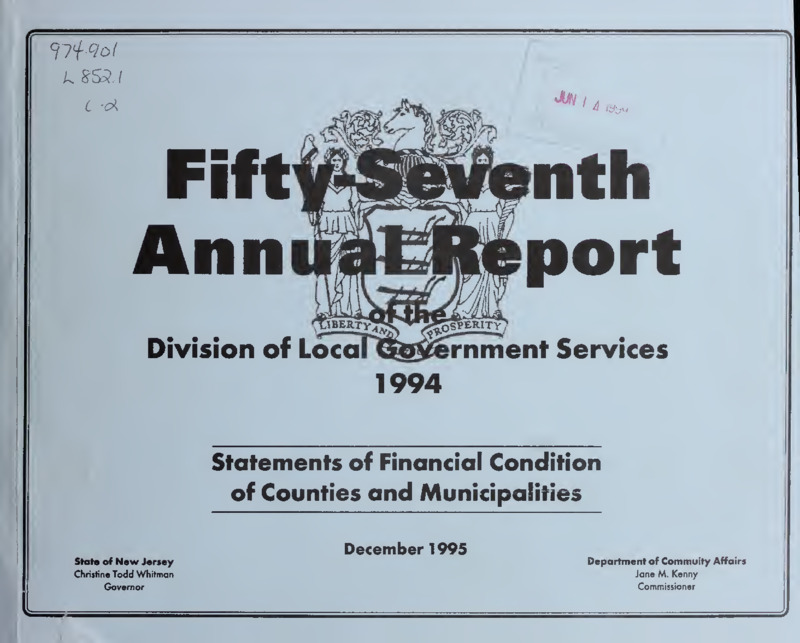 974.901
L 852.1
c.2
JUN 1 4
Fifty-Seventh
Annual Report
of the
LIBERTY AND PROSPERITY
Division of Local Government Services
1994
Statements of Financial Condition
of Counties and Municipalities
December 1995
State of New Jersey
Christine Todd Whitman
Governor
Department of Commuity Affairs
Jane M. Kenny
Commissioner